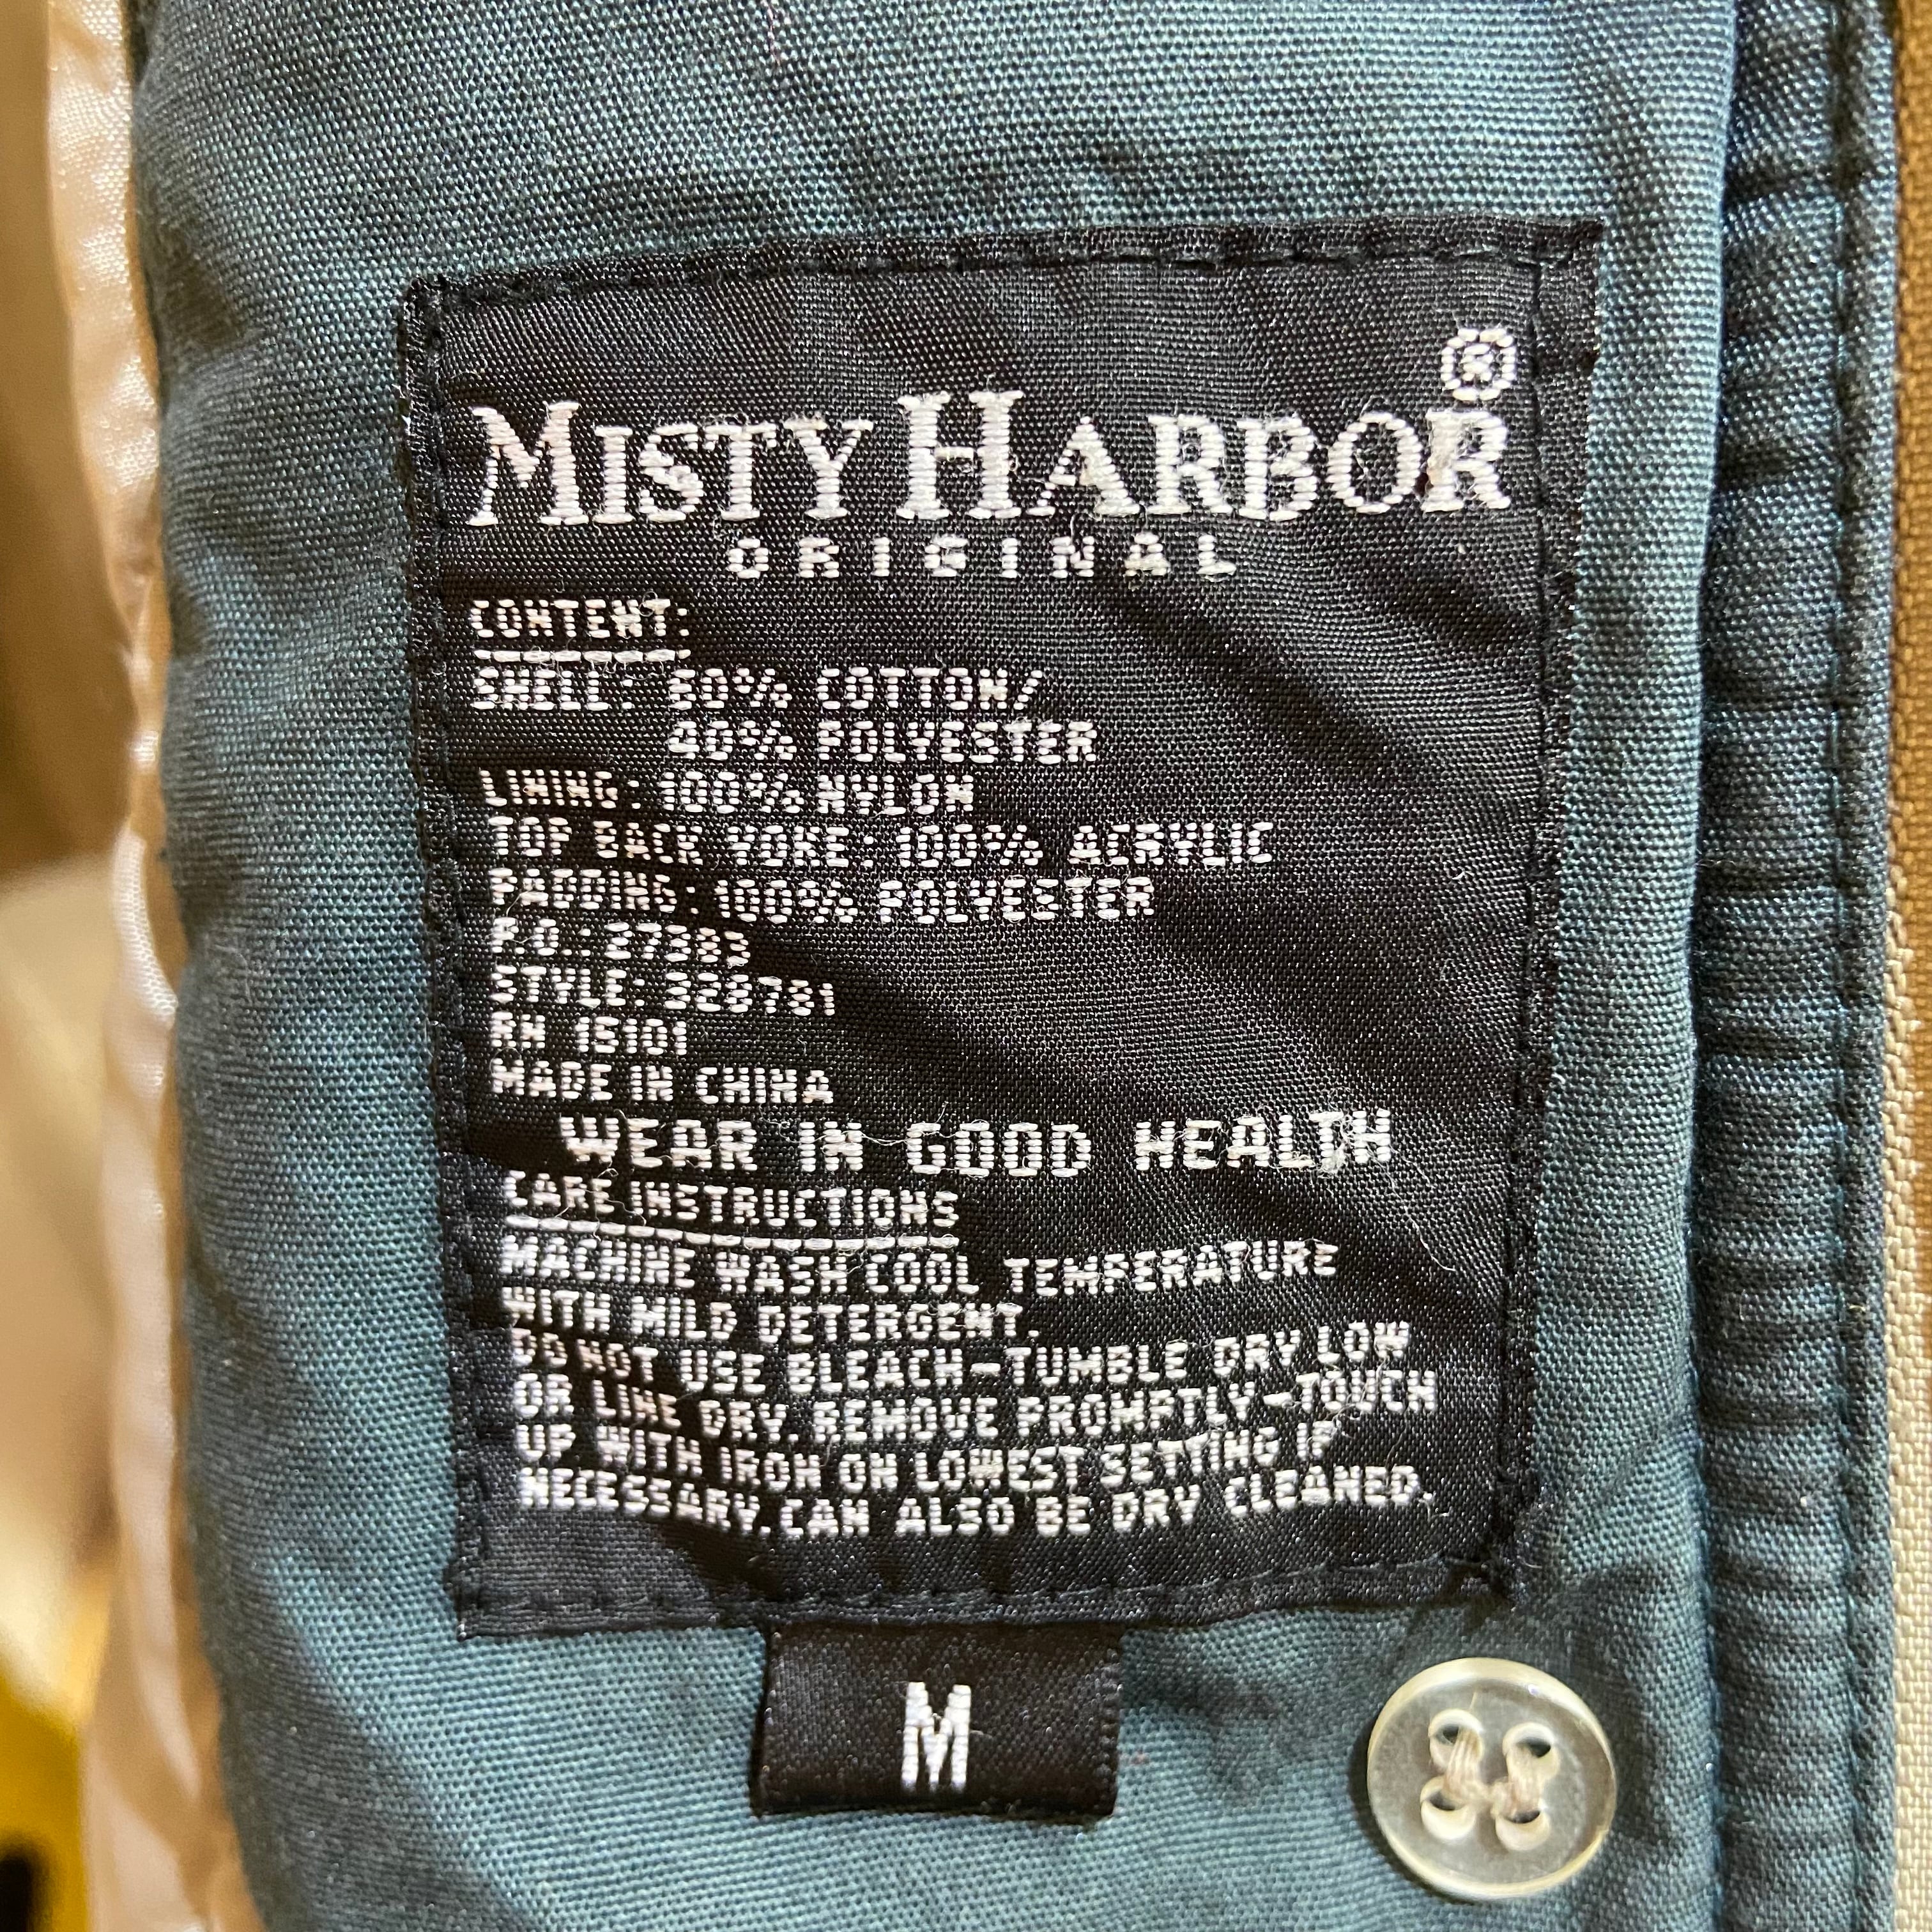 MISTY HARBOR®
ORIGINAL
CONTENT:
SHELL: 60% COTTON/
40% POLYESTER
LINING: 100% NYLON
TOP BACK YOKE: 100% ACRYLIC
PADDING: 100% POLYESTER
P.O.: 27383
STYLE: 328781
RN 15101
MADE IN CHINA
WEAR IN GOOD HEALTH
CARE INSTRUCTIONS
MACHINE WASH COOL TEMPERATURE
WITH MILD DETERGENT.
DO NOT USE BLEACH-TUMBLE DRY LOW
OR LINE DRY. REMOVE PROMPTLY-TOUCH
UP WITH IRON ON LOWEST SETTING IF
NECESSARY. CAN ALSO BE DRY CLEANED.
M